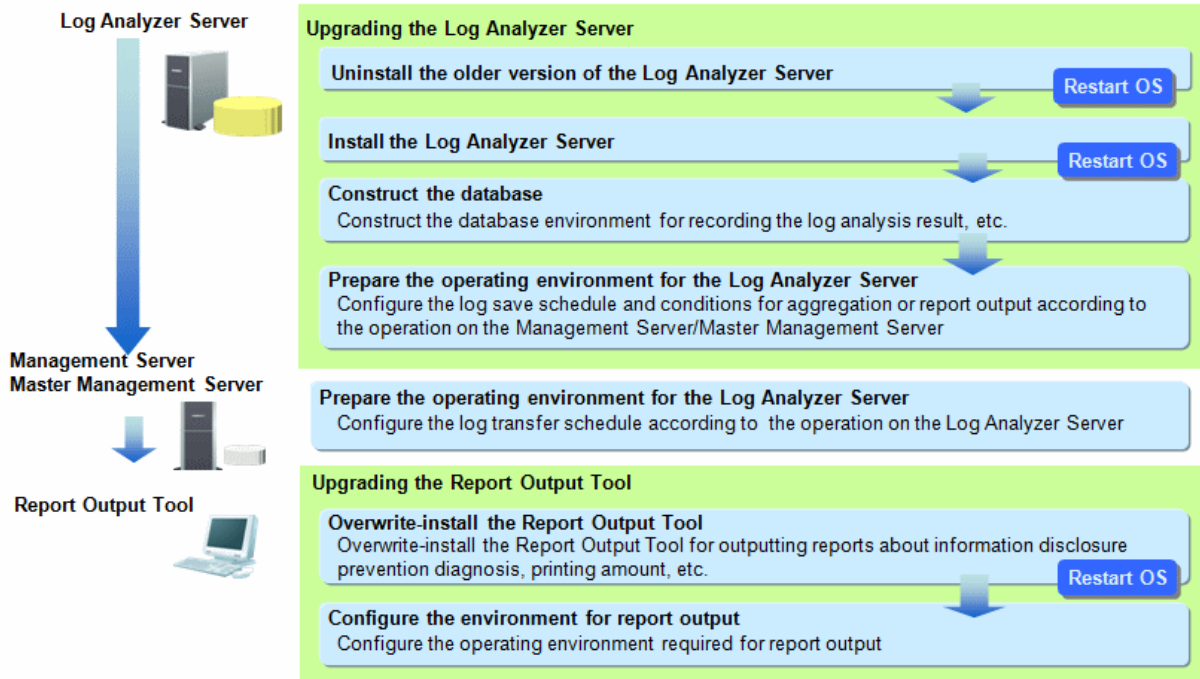 Log Analyzer Server
Upgrading the Log Analyzer Server
Uninstall the older version of the Log Analyzer Server
Restart OS
Install the Log Analyzer Server
Restart OS
Construct the database
Construct the database environment for recording the log analysis result, etc.
Prepare the operating environment for the Log Analyzer Server
Configure the log save schedule and conditions for aggregation or report output according to
the operation on the Management Server/Master Management Server
Management Server
Master Management Server
Prepare the operating environment for the Log Analyzer Server
Configure the log transfer schedule according to the operation on the Log Analyzer Server
Report Output Tool
Upgrading the Report Output Tool
Overwrite-install the Report Output Tool
Overwrite-install the Report Output Tool for outputting reports about information disclosure
prevention diagnosis, printing amount, etc.
Restart OS
Configure the environment for report output
Configure the operating environment required for report output